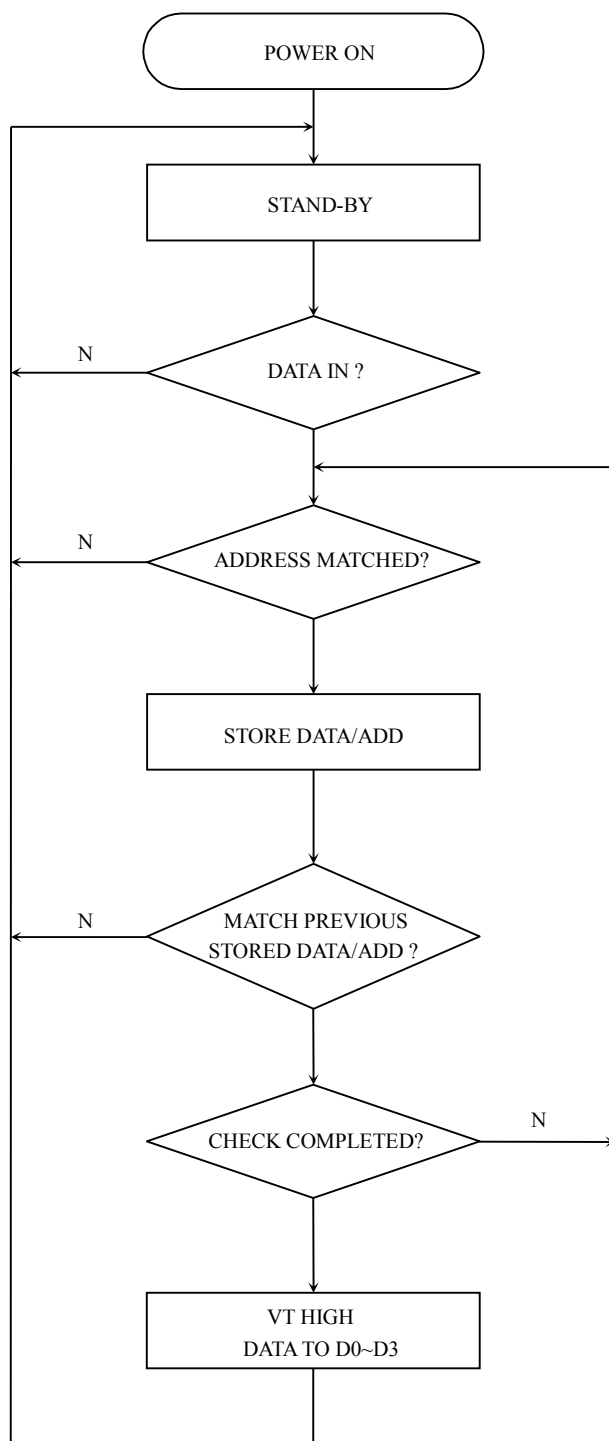 POWER ON
STAND-BY
N
DATA IN ?
N
ADDRESS MATCHED?
STORE DATA/ADD
N
MATCH PREVIOUS
STORED DATA/ADD ?
CHECK COMPLETED?
N
VT HIGH
DATA TO D0~D3